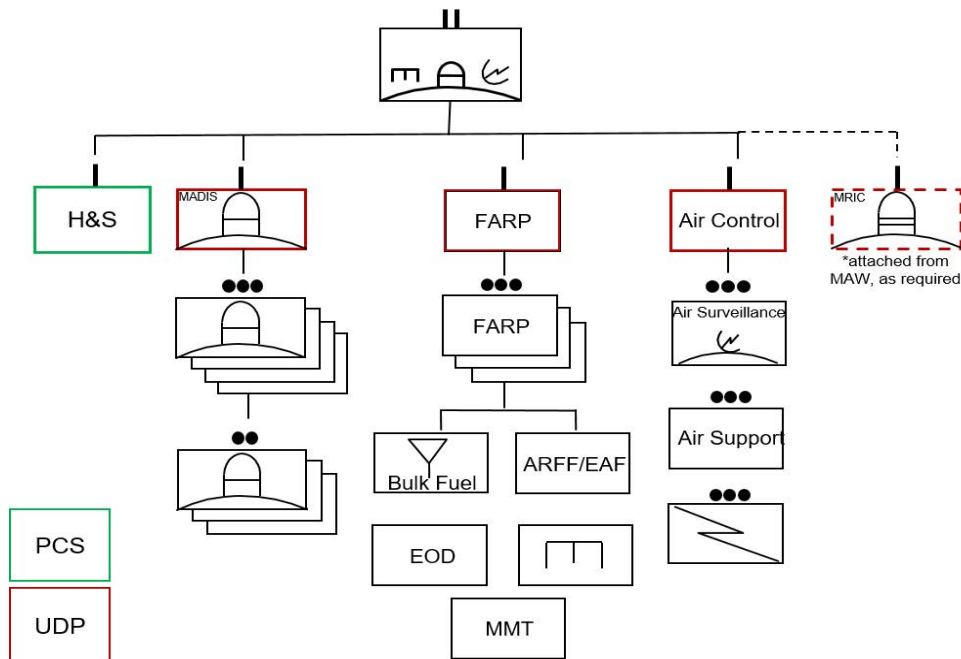 H&S
MADIS
FARP
Air Control
MRIC
*attached from
MAW, as required
FARP
Air Surveillance
Air Support
Bulk Fuel
ARFF/EAF
EOD
MMT
PCS
UDP